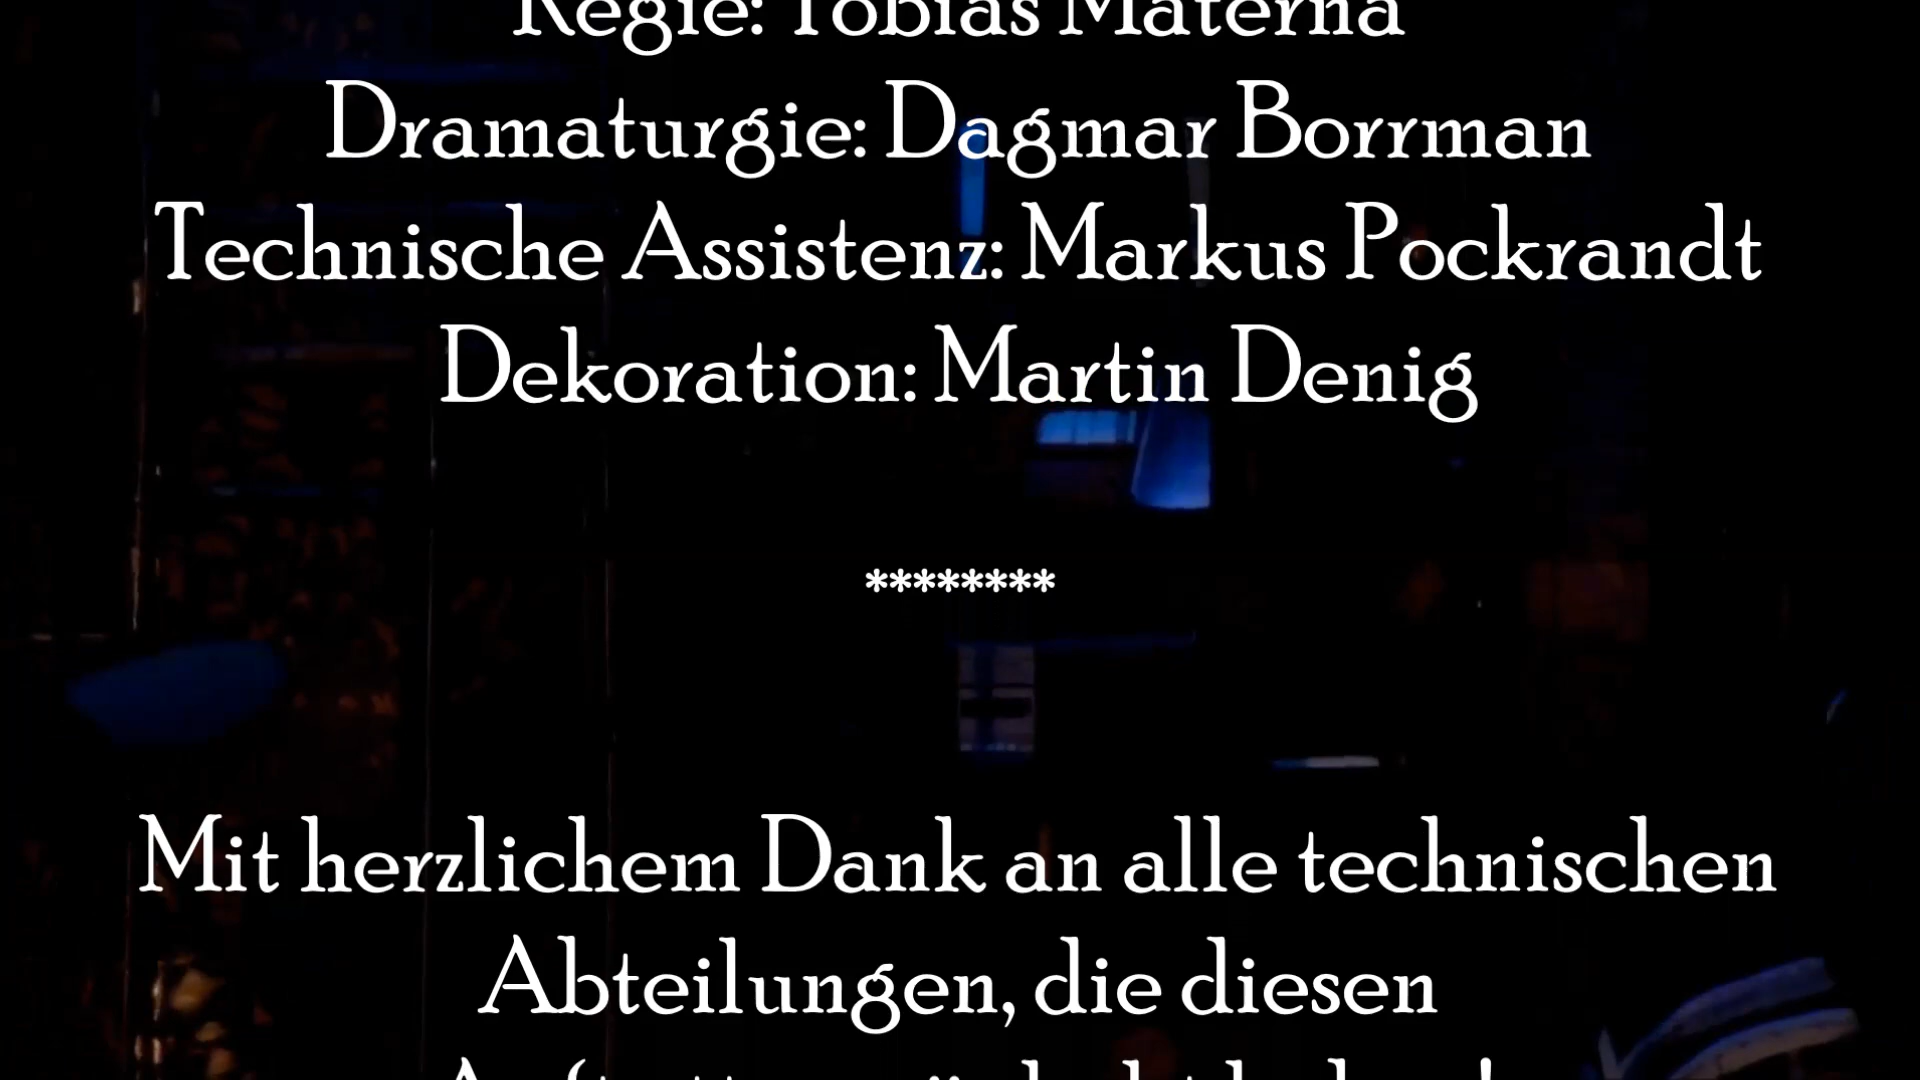 Regie: Tobias Materna
Dramaturgie: Dagmar Borrman
Technische Assistenz: Markus Pockrandt
Dekoration: Martin Denig
********
Mit herzlichem Dank an alle technischen
Abteilungen, die diesen